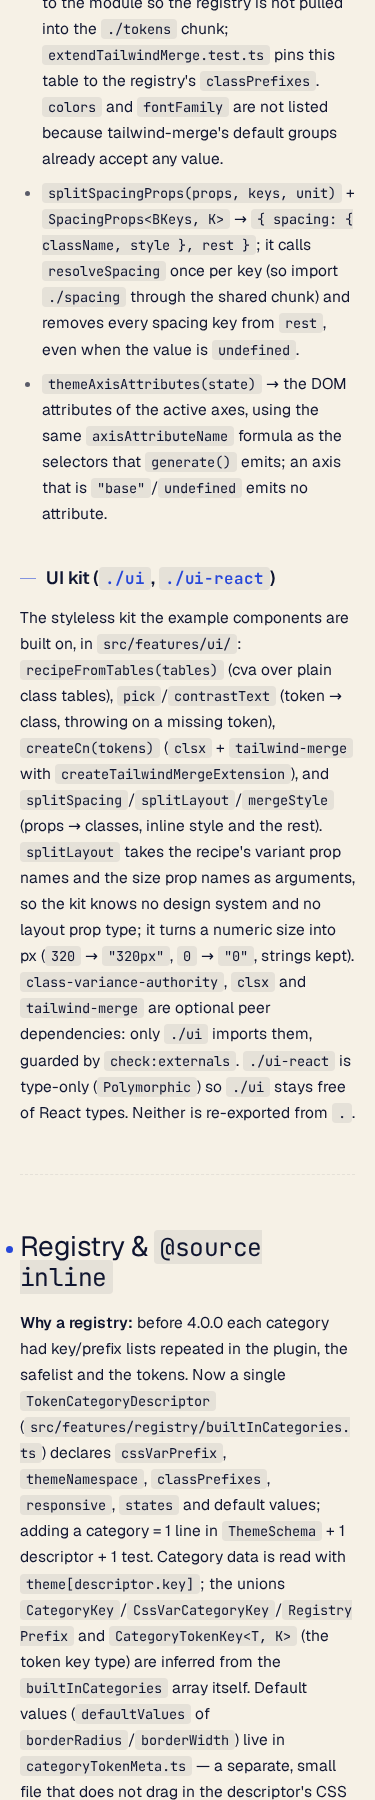 to the module so the registry is not pulled
into the ./tokens chunk;
extendTailwindMerge.test.ts pins this
table to the registry's classPrefixes.
colors and fontFamily are not listed
because tailwind-merge's default groups
already accept any value.
splitSpacingProps(props, keys, unit) +
SpacingProps<BKeys, K> → { spacing: {
className, style }, rest }; it calls
resolveSpacing once per key (so import
./spacing through the shared chunk) and
removes every spacing key from rest,
even when the value is undefined.
themeAxisAttributes(state) → the DOM
attributes of the active axes, using the
same axisAttributeName formula as the
selectors that generate() emits; an axis
that is "base"/undefined emits no
attribute.
UI kit (./ui, ./ui-react)
The styleless kit the example components are
built on, in src/features/ui/:
recipeFromTables(tables) (cva over plain
class tables), pick/contrastText (token →
class, throwing on a missing token),
createCn(tokens) (clsx + tailwind-merge
with createTailwindMergeExtension), and
splitSpacing/splitLayout/mergeStyle
(props → classes, inline style and the rest).
splitLayout takes the recipe's variant prop
names and the size prop names as arguments,
so the kit knows no design system and no
layout prop type; it turns a numeric size into
px (320 → "320px", 0 → "0", strings kept).
class-variance-authority, clsx and
tailwind-merge are optional peer
dependencies: only ./ui imports them,
guarded by check:externals. ./ui-react is
type-only (Polymorphic) so ./ui stays free
of React types. Neither is re-exported from ..
Registry & @source
inline
Why a registry: before 4.0.0 each category
had key/prefix lists repeated in the plugin, the
safelist and the tokens. Now a single
TokenCategoryDescriptor
(src/features/registry/builtInCategories.
ts) declares cssVarPrefix,
themeNamespace, classPrefixes,
responsive, states and default values;
adding a category = 1 line in ThemeSchema + 1
descriptor + 1 test. Category data is read with
theme[descriptor.key]; the unions
CategoryKey/CssVarCategoryKey/Registry
Prefix and CategoryTokenKey<T, K> (the
token key type) are inferred from the
builtInCategories array itself. Default
values (defaultValues of
borderRadius/borderWidth) live in
categoryTokenMeta.ts — a separate, small
file that does not drag in the descriptor's CSS